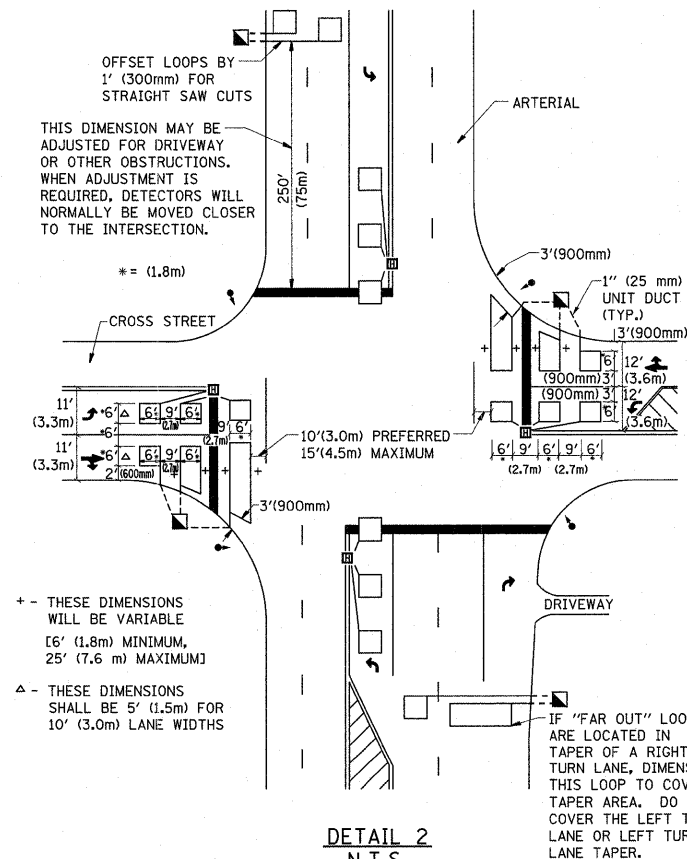 OFFSET LOOPS BY
1' (300mm) FOR
STRAIGHT SAW CUTS
THIS DIMENSION MAY BE
ADJUSTED FOR DRIVEWAY
OR OTHER OBSTRUCTIONS.
WHEN ADJUSTMENT IS
REQUIRED, DETECTORS WILL
NORMALLY BE MOVED CLOSER
TO THE INTERSECTION.
250'
(75m)
ARTERIAL
* = (1.8m)
3'(900mm)
1" (25 mm)
UNIT DUCT
(TYP.)
CROSS STREET
3'(900mm)
*6'
12'
(3.6m)
(900mm) 3'
(900mm) 3'
*6'
12'
(3.6m)
H
H
H
H
11'
(3.3m)
*6'
△
6'
*
9'
(2.7m)
6'
*
*6'
11'
(3.3m)
*6'
△
6'
*
9'
(2.7m)
6'
*
2'
(600mm)
9'
(2.7m)
6'
*
10'(3.0m) PREFERRED
15'(4.5m) MAXIMUM
6' 9' 6' 9' 6'
* * *
(2.7m) (2.7m)
3'(900mm)
+ - THESE DIMENSIONS
WILL BE VARIABLE
[6' (1.8m) MINIMUM,
25' (7.6 m) MAXIMUM]
△ - THESE DIMENSIONS
SHALL BE 5' (1.5m) FOR
10' (3.0m) LANE WIDTHS
DRIVEWAY
IF "FAR OUT" LOO
ARE LOCATED IN
TAPER OF A RIGHT
TURN LANE, DIMENS
THIS LOOP TO COV
TAPER AREA. DO
COVER THE LEFT T
LANE OR LEFT TUR
LANE TAPER.
DETAIL 2
N.T.S.